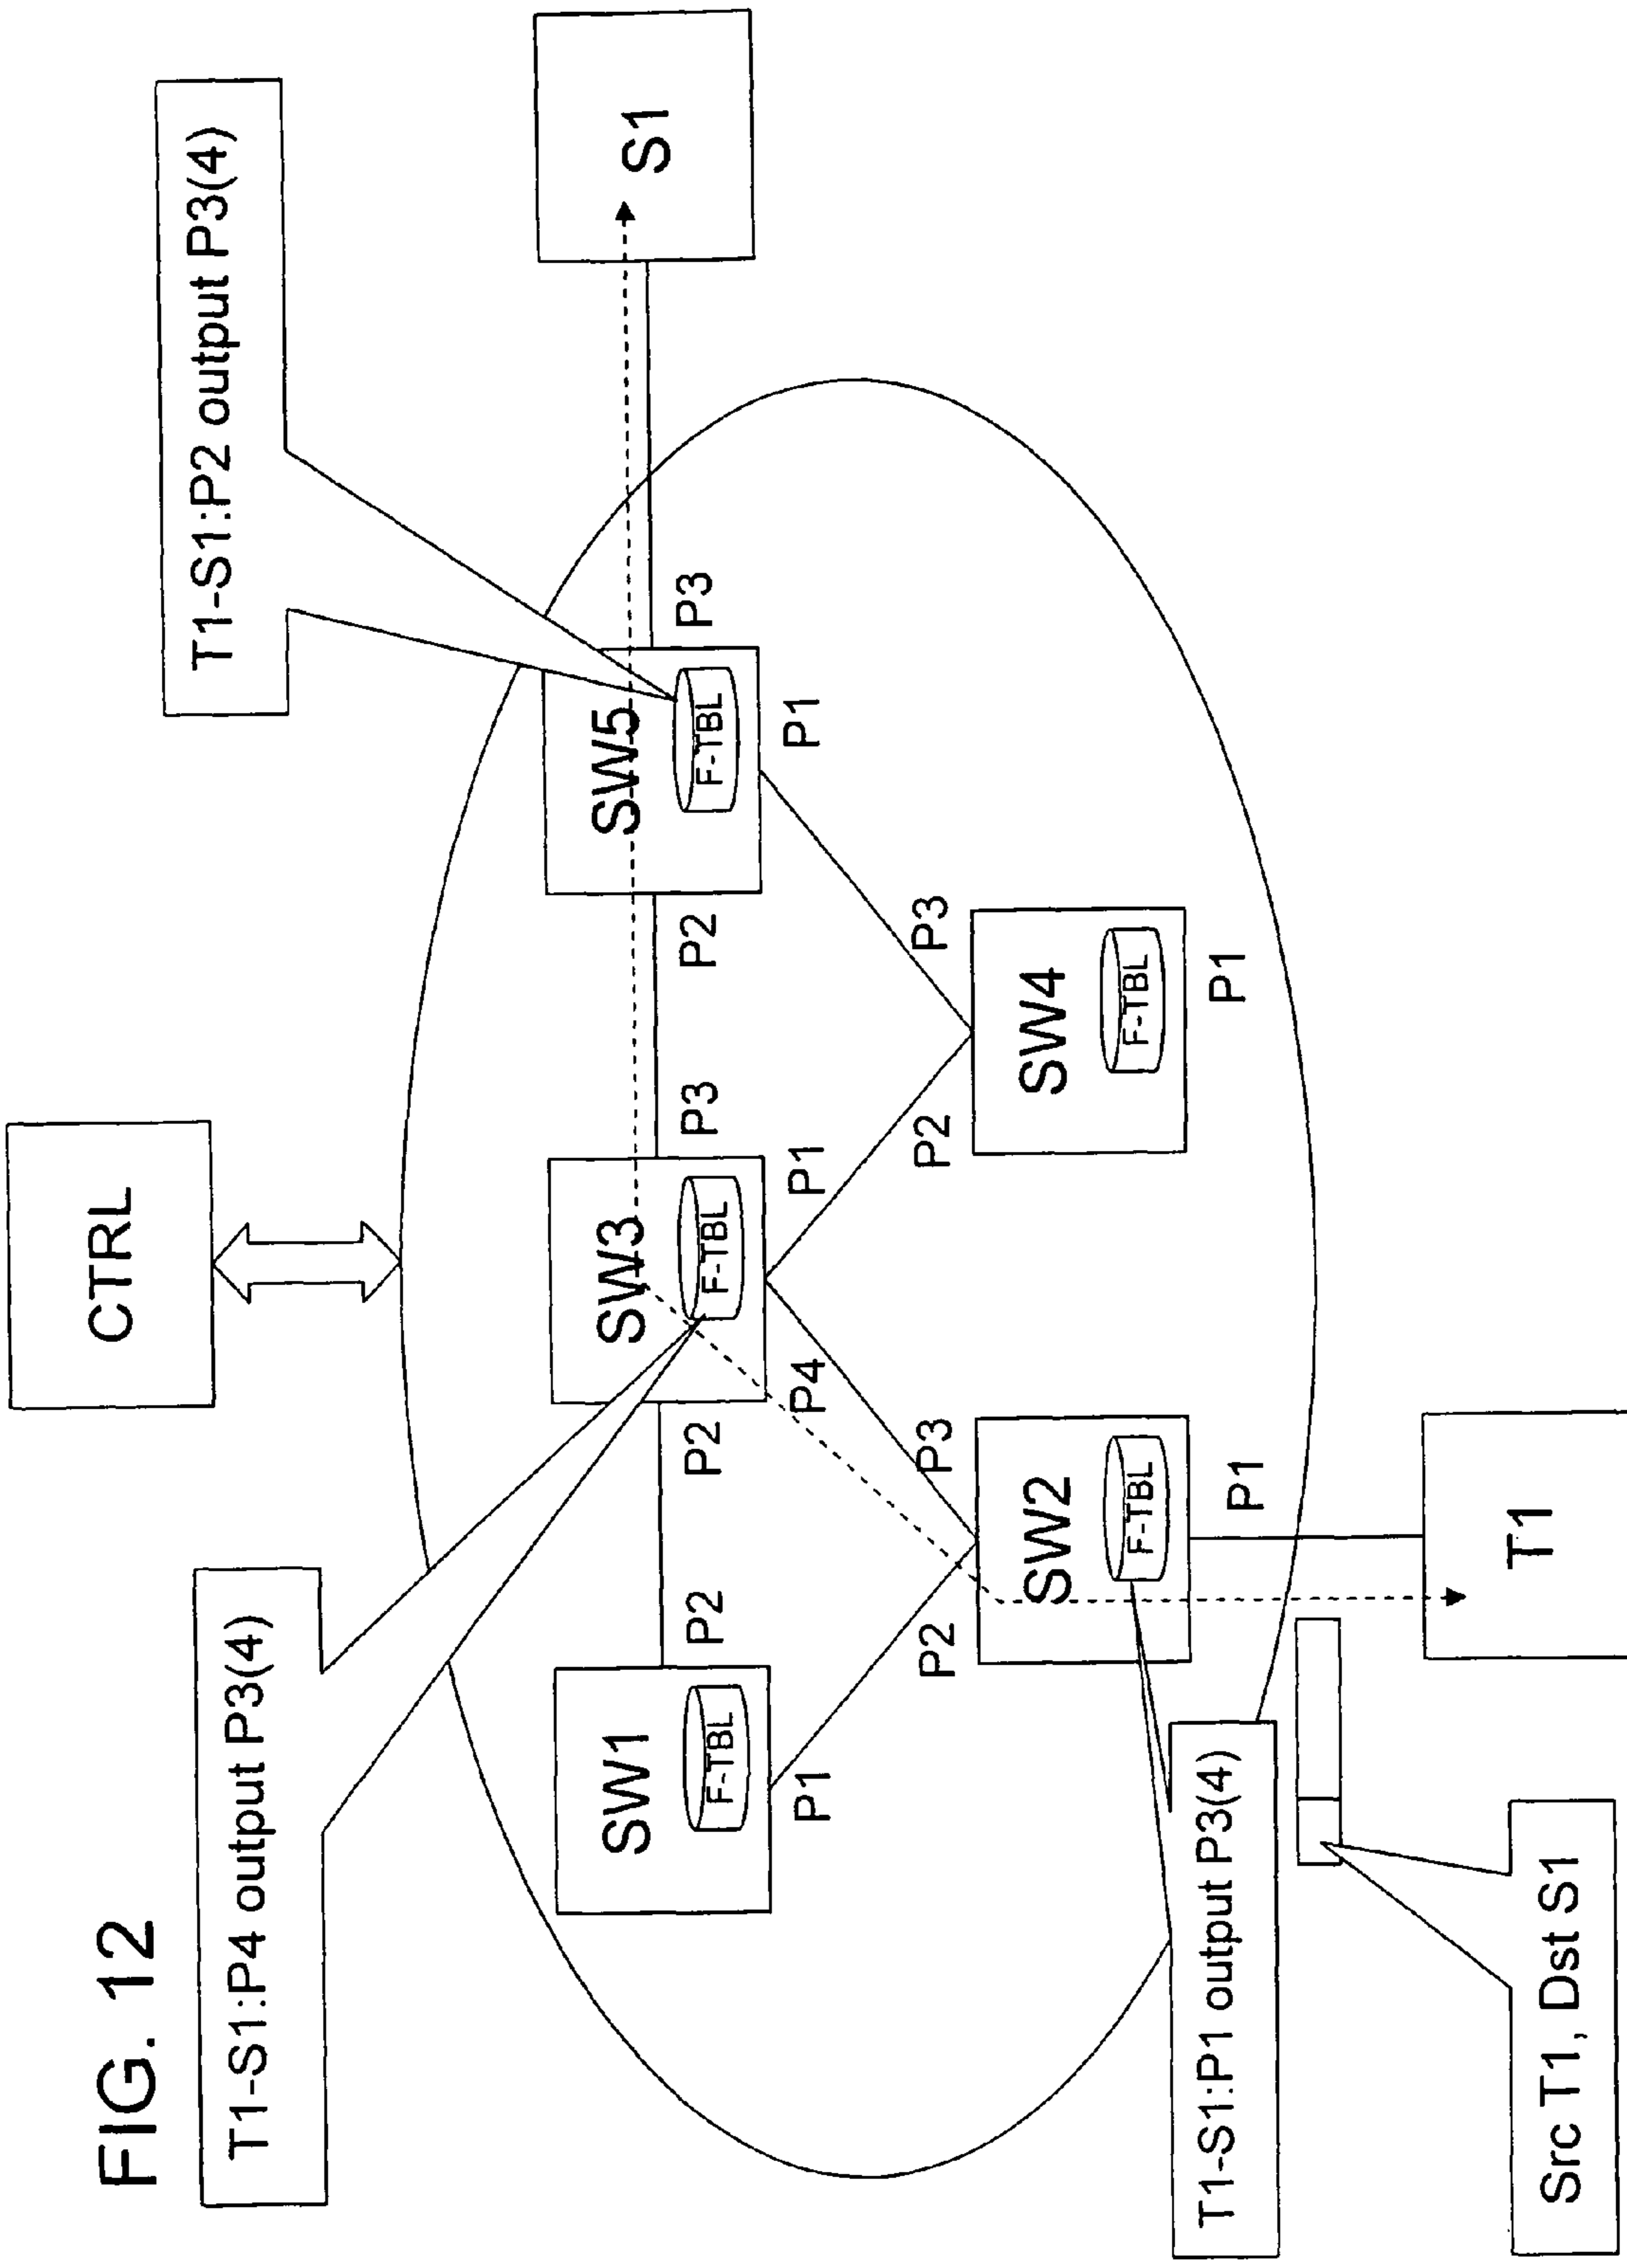 FIG. 12
CTRL
T1-S1:P4 output P3(4)
T1-S1:P2 output P3(4)
SW1
F-TBL
P2
P1
P2
SW3
F-TBL
P3
P4
P1
P2
SW5
F-TBL
P3
P1
S1
P2
P3
SW2
F-TBL
P1
P2
P3
SW4
F-TBL
P1
T1-S1:P1 output P3(4)
Src T1, Dst S1
T1